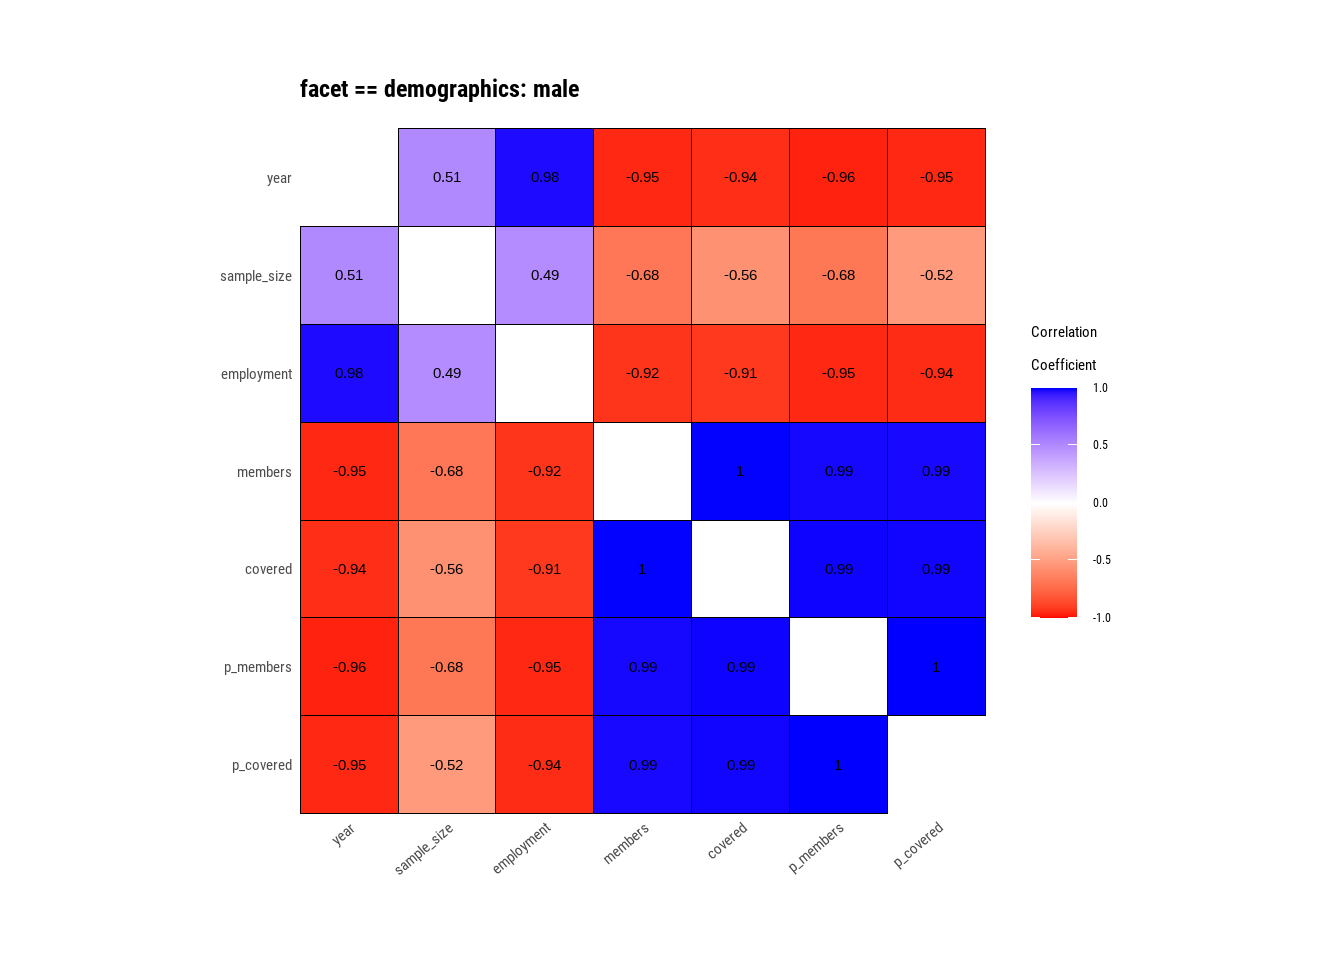 facet == demographics: male
year 0.51 0.98 -0.95 -0.94 -0.96 -0.95
sample_size 0.51 0.49 -0.68 -0.56 -0.68 -0.52
employment 0.98 0.49 -0.92 -0.91 -0.95 -0.94
members -0.95 -0.68 -0.92 1 0.99 0.99
covered -0.94 -0.56 -0.91 1 0.99 0.99
p_members -0.96 -0.68 -0.95 0.99 0.99 1
p_covered -0.95 -0.52 -0.94 0.99 0.99 1
year sample_size employment members covered p_members p_covered
Correlation
Coefficient
1.0
0.5
0.0
-0.5
-1.0